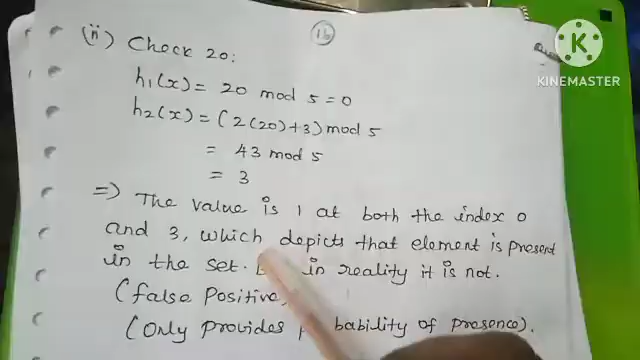 16
(ii) Check 20:
h1(x) = 20 mod 5 = 0
h2(x) = (2(20)+3) mod 5
= 43 mod 5
= 3
=> The value is 1 at both the index 0
and 3, which depicts that element is present
in the set. in reality it is not.
(false positive)
(Only provides bability of presence).
K
KINEMASTER